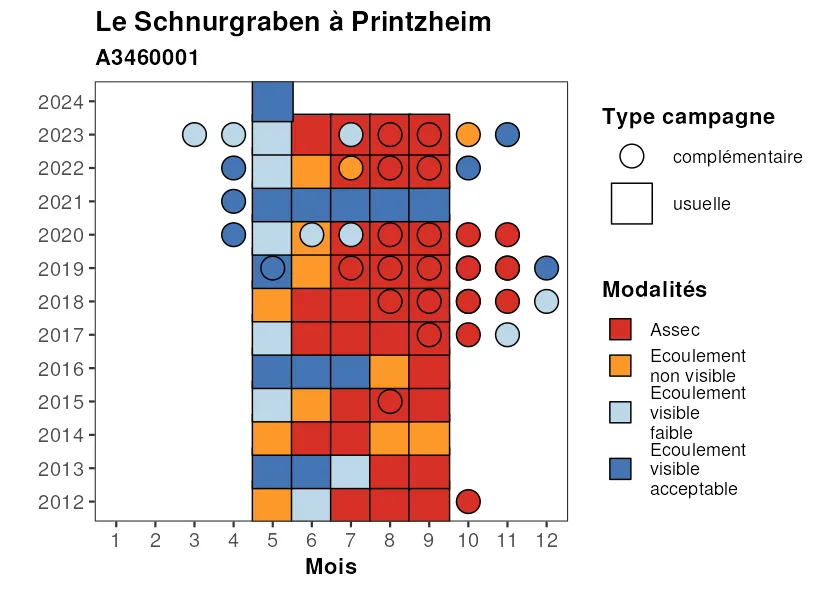 Le Schnurgraben à Printzheim
A3460001
2024
2023
2022
2021
2020
2019
2018
2017
2016
2015
2014
2013
2012
1 2 3 4 5 6 7 8 9 10 11 12
Mois
Type campagne
complémentaire
usuelle
Modalités
Assec
Ecoulement
non visible
Ecoulement
visible
faible
Ecoulement
visible
acceptable